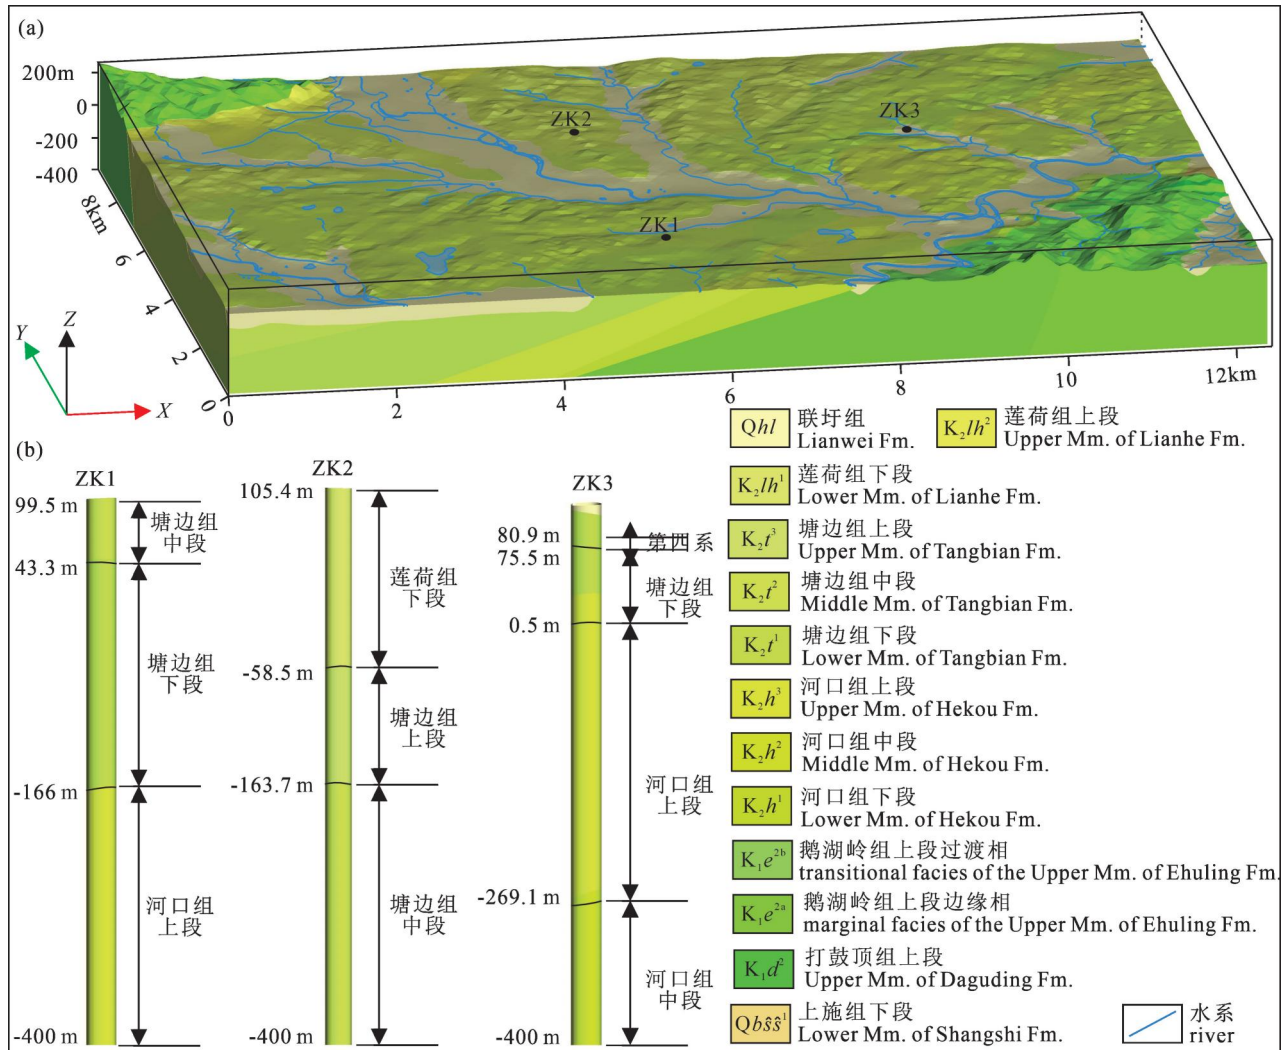 (a)
200m
0
-200
-400
8km
6
4
2
0
0
2
4
6
8
10
12km
ZK1
ZK2
ZK3
Z
Y
X
(b)
ZK1
99.5 m
塘边组
中段
43.3 m
塘边组
下段
-166 m
河口组
上段
-400 m
ZK2
105.4 m
莲荷组
下段
-58.5 m
塘边组
上段
-163.7 m
塘边组
中段
-400 m
ZK3
80.9 m
第四系
75.5 m
塘边组
下段
0.5 m
河口组
上段
-269.1 m
河口组
中段
-400 m
Qhl 联圩组
Lianwei Fm.
K₂lh² 莲荷组上段
Upper Mm. of Lianhe Fm.
K₂lh¹ 莲荷组下段
Lower Mm. of Lianhe Fm.
K₂t³ 塘边组上段
Upper Mm. of Tangbian Fm.
K₂t² 塘边组中段
Middle Mm. of Tangbian Fm.
K₂t¹ 塘边组下段
Lower Mm. of Tangbian Fm.
K₂h³ 河口组上段
Upper Mm. of Hekou Fm.
K₂h² 河口组中段
Middle Mm. of Hekou Fm.
K₂h¹ 河口组下段
Lower Mm. of Hekou Fm.
K₁e²ᵇ 鹅湖岭组上段过渡相
transitional facies of the Upper Mm. of Ehuling Fm.
K₁e²ᵃ 鹅湖岭组上段边缘相
marginal facies of the Upper Mm. of Ehuling Fm.
K₁d² 打鼓顶组上段
Upper Mm. of Daguding Fm.
Qbŝŝ¹ 上施组下段
Lower Mm. of Shangshi Fm.
水系
river